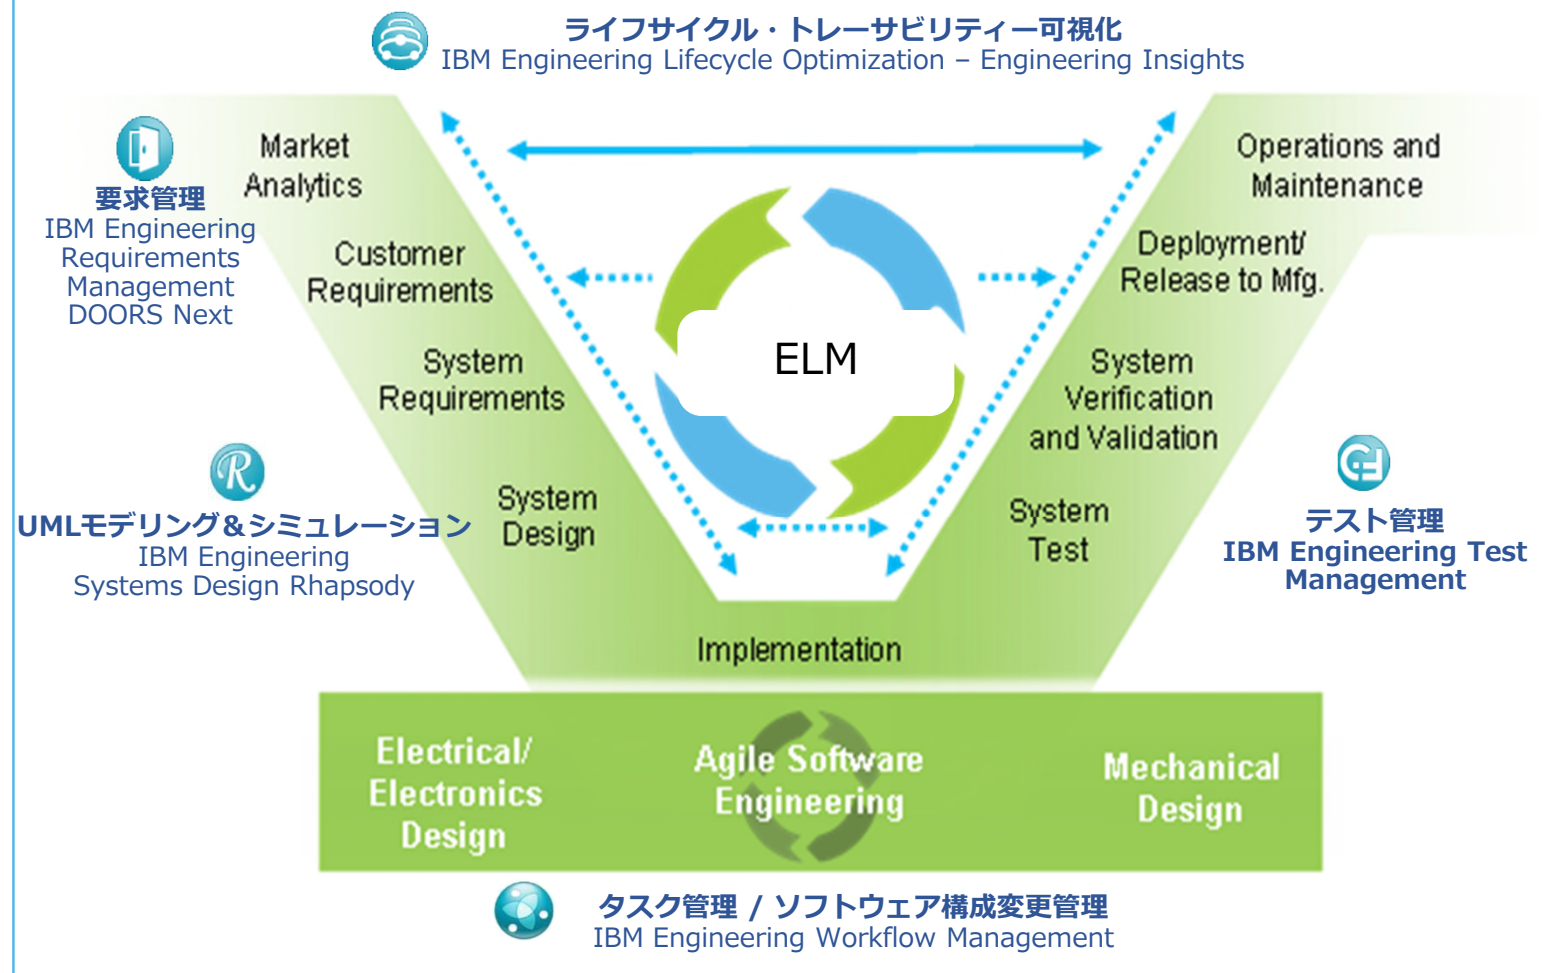 ライフサイクル・トレーサビリティー可視化
IBM Engineering Lifecycle Optimization – Engineering Insights
要求管理
IBM Engineering
Requirements
Management
DOORS Next
Market
Analytics
Customer
Requirements
System
Requirements
System
Design
UMLモデリング＆シミュレーション
IBM Engineering
Systems Design Rhapsody
ELM
Operations and
Maintenance
Deployment/
Release to Mfg.
System
Verification
and Validation
System
Test
テスト管理
IBM Engineering Test
Management
Implementation
Electrical/
Electronics
Design
Agile Software
Engineering
Mechanical
Design
タスク管理 / ソフトウェア構成変更管理
IBM Engineering Workflow Management